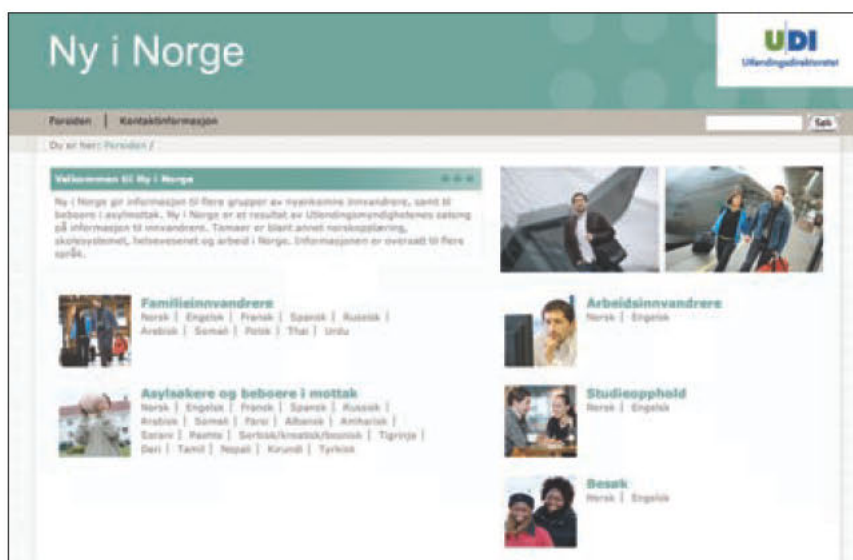 Ny i Norge
UDI
Utlendingsdirektoratet
Forsiden | Kontaktinformasjon
Søk
Du er her: Forsiden /
Velkommen til Ny i Norge
Ny i Norge gir informasjon til flere grupper av nyankomne innvandrere, samt til
beboere i asylmottak. Ny i Norge er et resultat av Utlendingsmyndighetenes satsing
på informasjon til innvandrere. Temaer er blant annet norskopplæring,
skolesystemet, helsevesenet og arbeid i Norge. Informasjonen er oversatt til flere
språk.
Familieinnvandrere
Norsk | Engelsk | Fransk | Spansk | Russisk |
Arabisk | Somali | Polsk | Thai | Urdu
Asylsøkere og beboere i mottak
Norsk | Engelsk | Fransk | Spansk | Russisk |
Arabisk | Somali | Farsi | Albansk | Amharisk |
Sorani | Pashto | Serbisk/kroatisk/bosnisk | Tigrinja |
Dari | Tamil | Nepali | Kirundi | Tyrkisk
Arbeidsinnvandrere
Norsk | Engelsk
Studieopphold
Norsk | Engelsk
Besøk
Norsk | Engelsk